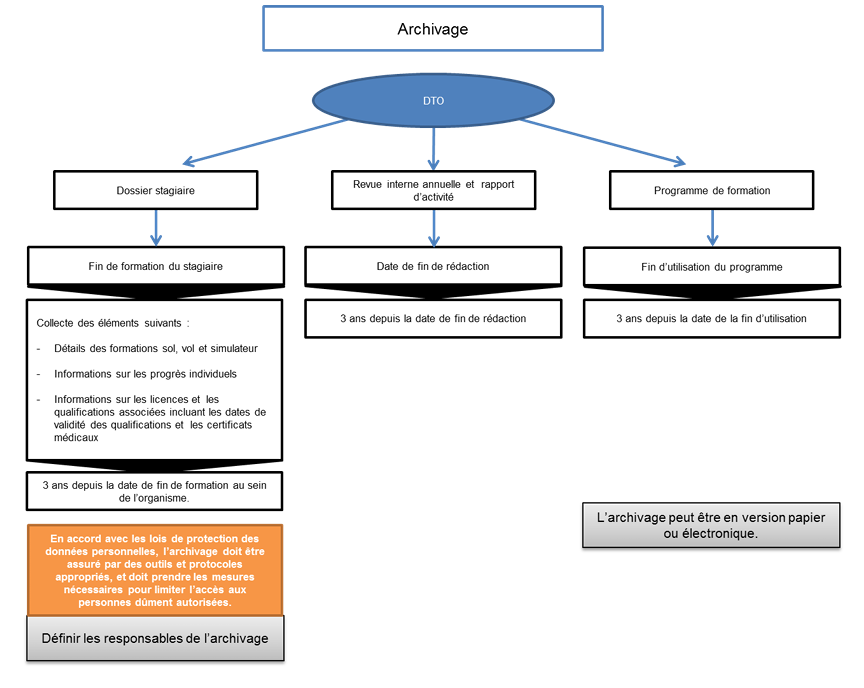 Archivage
DTO
Dossier stagiaire
Revue interne annuelle et rapport
d'activité
Programme de formation
Fin de formation du stagiaire
Date de fin de rédaction
Fin d'utilisation du programme
Collecte des éléments suivants :
- Détails des formations sol, vol et simulateur
- Informations sur les progrès individuels
- Informations sur les licences et les
qualifications associées incluant les dates de
validité des qualifications et les certificats
médicaux
3 ans depuis la date de fin de rédaction
3 ans depuis la date de la fin d'utilisation
3 ans depuis la date de fin de formation au sein
de l'organisme.
En accord avec les lois de protection des
données personnelles, l'archivage doit être
assuré par des outils et protocoles
appropriés, et doit prendre les mesures
nécessaires pour limiter l'accès aux
personnes dûment autorisées.
Définir les responsables de l'archivage
L'archivage peut être en version papier
ou électronique.